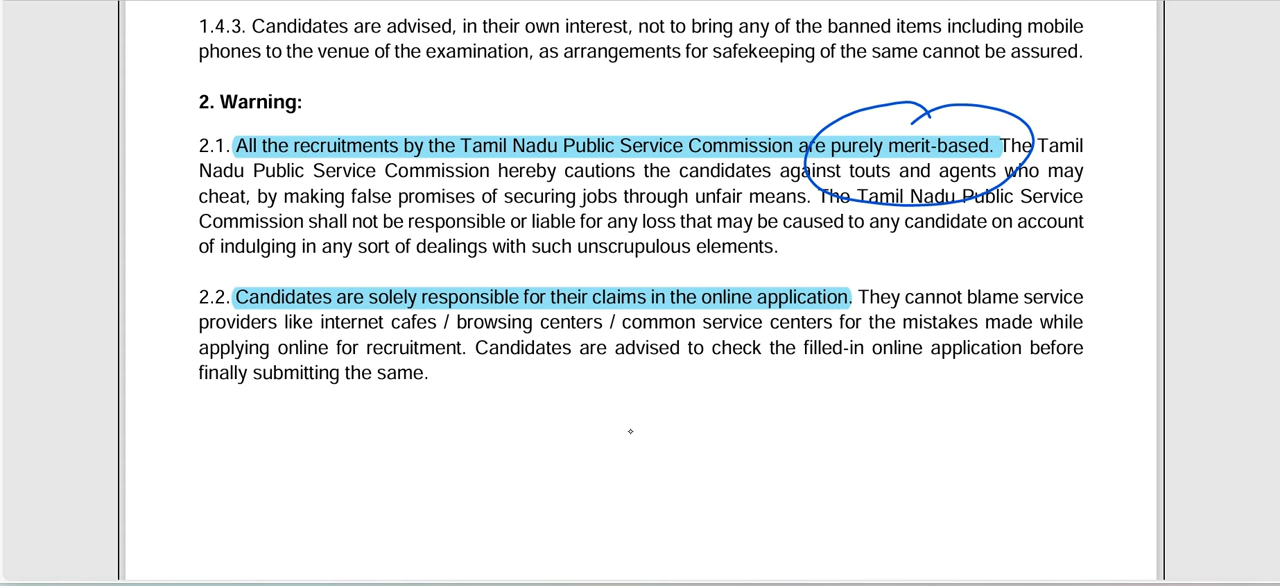 1.4.3. Candidates are advised, in their own interest, not to bring any of the banned items including mobile
phones to the venue of the examination, as arrangements for safekeeping of the same cannot be assured.
2. Warning:
2.1. All the recruitments by the Tamil Nadu Public Service Commission are purely merit-based. The Tamil
Nadu Public Service Commission hereby cautions the candidates against touts and agents who may
cheat, by making false promises of securing jobs through unfair means. The Tamil Nadu Public Service
Commission shall not be responsible or liable for any loss that may be caused to any candidate on account
of indulging in any sort of dealings with such unscrupulous elements.
2.2. Candidates are solely responsible for their claims in the online application. They cannot blame service
providers like internet cafes / browsing centers / common service centers for the mistakes made while
applying online for recruitment. Candidates are advised to check the filled-in online application before
finally submitting the same.